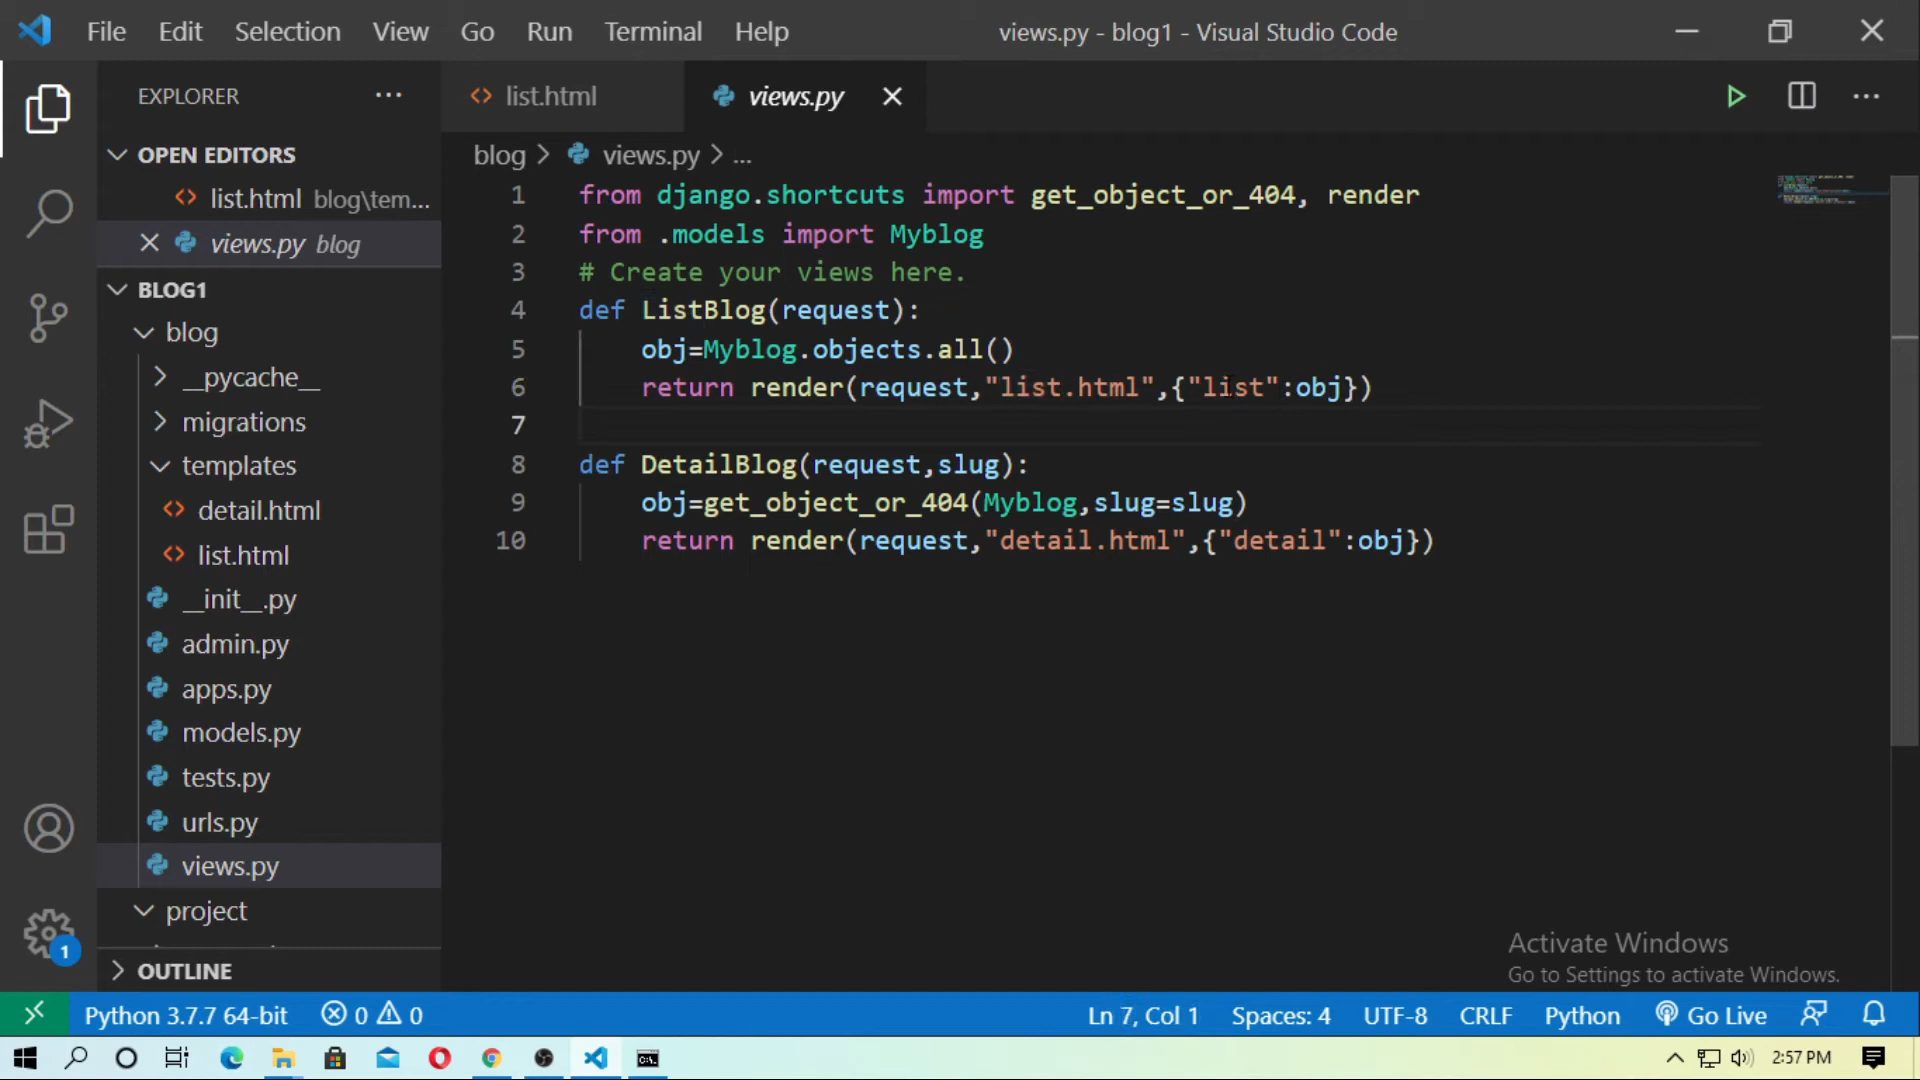 File Edit Selection View Go Run Terminal Help views.py - blog1 - Visual Studio Code
EXPLORER ...
list.html views.py
OPEN EDITORS
list.html blog\tem...
views.py blog
BLOG1
blog
__pycache__
migrations
templates
detail.html
list.html
__init__.py
admin.py
apps.py
models.py
tests.py
urls.py
views.py
project
OUTLINE
blog > views.py > ...
1 from django.shortcuts import get_object_or_404, render
2 from .models import Myblog
3 # Create your views here.
4 def ListBlog(request):
5 obj=Myblog.objects.all()
6 return render(request,"list.html",{"list":obj})
7
8 def DetailBlog(request,slug):
9 obj=get_object_or_404(Myblog,slug=slug)
10 return render(request,"detail.html",{"detail":obj})
Activate Windows
Go to Settings to activate Windows.
1
Python 3.7.7 64-bit 0 0 Ln 7, Col 1 Spaces: 4 UTF-8 CRLF Python Go Live
2:57 PM